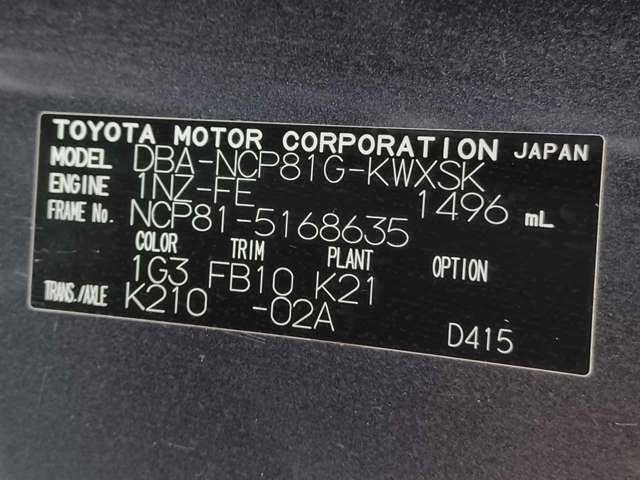 TOYOTA MOTOR CORPORATION JAPAN
MODEL DBA-NCP81G-KWXSK
ENGINE 1NZ-FE 1496 mL
FRAME No. NCP81-5168635
COLOR TRIM PLANT OPTION
1G3 FB10 K21
TRANS./AXLE K210 -02A
D415